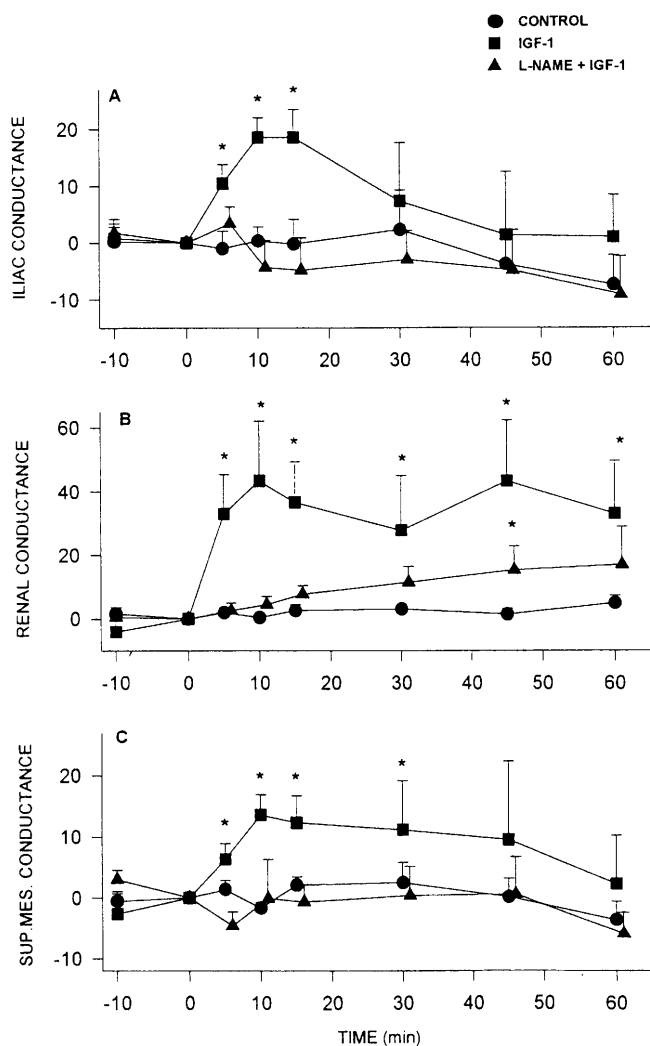 CONTROL
IGF-1
L-NAME + IGF-1
A
*
*
*
20
10
0
-10
ILIAC CONDUCTANCE
-10 0 10 20 30 40 50 60
B
*
*
*
*
*
*
*
60
40
20
0
RENAL CONDUCTANCE
-10 0 10 20 30 40 50 60
C
*
*
*
*
20
10
0
-10
SUP.MES. CONDUCTANCE
-10 0 10 20 30 40 50 60
TIME (min)